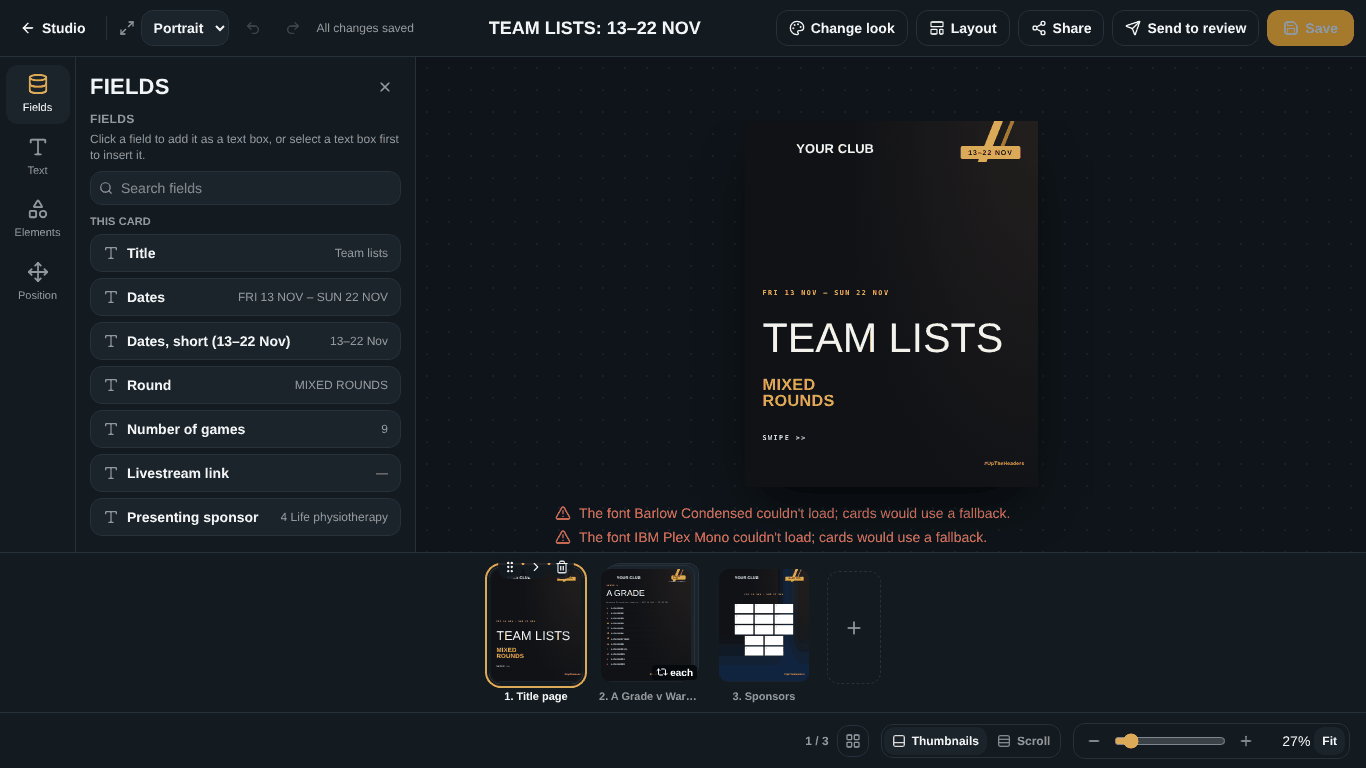 Studio
Portrait
All changes saved
TEAM LISTS: 13–22 NOV
Change look
Layout
Share
Send to review
Save
Fields
Text
Elements
Position
FIELDS
FIELDS
Click a field to add it as a text box, or select a text box first
to insert it.
Search fields
THIS CARD
Title Team lists
Dates FRI 13 NOV – SUN 22 NOV
Dates, short (13–22 Nov) 13–22 Nov
Round MIXED ROUNDS
Number of games 9
Livestream link —
Presenting sponsor 4 Life physiotherapy
YOUR CLUB
13–22 NOV
FRI 13 NOV – SUN 22 NOV
TEAM LISTS
MIXED
ROUNDS
SWIPE >>
#UpTheHeaders
The font Barlow Condensed couldn't load; cards would use a fallback.
The font IBM Plex Mono couldn't load; cards would use a fallback.
TEAM LISTS
MIXED
ROUNDS
1. Title page
YOUR CLUB
A GRADE
each
2. A Grade v War…
YOUR CLUB
3. Sponsors
1 / 3
Thumbnails
Scroll
27%
Fit